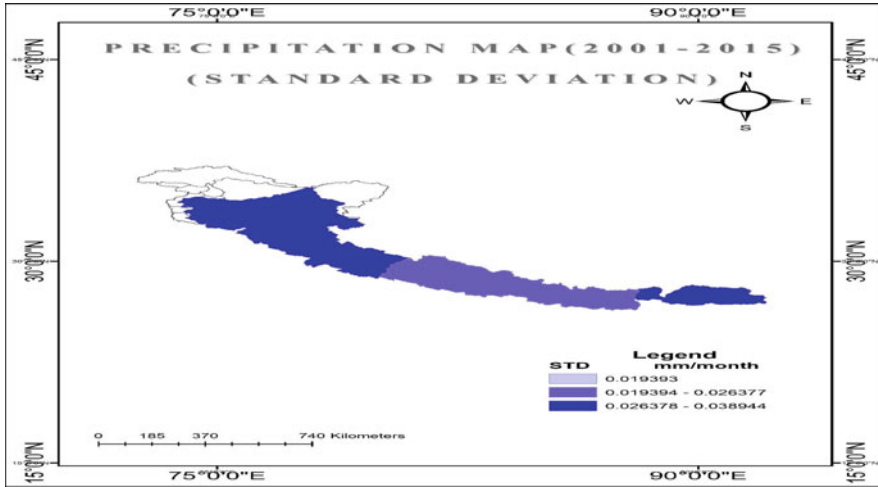 75°0'0"E 90°0'0"E
PRECIPITATION MAP(2001-2015)
(STANDARD DEVIATION)
N
W E
S
45°0'0"N 45°0'0"N
30°0'0"N 30°0'0"N
15°0'0"N 15°0'0"N
Legend
STD mm/month
0.019393
0.019394 - 0.026377
0.026378 - 0.038944
0 185 370 740 Kilometers
75°0'0"E 90°0'0"E